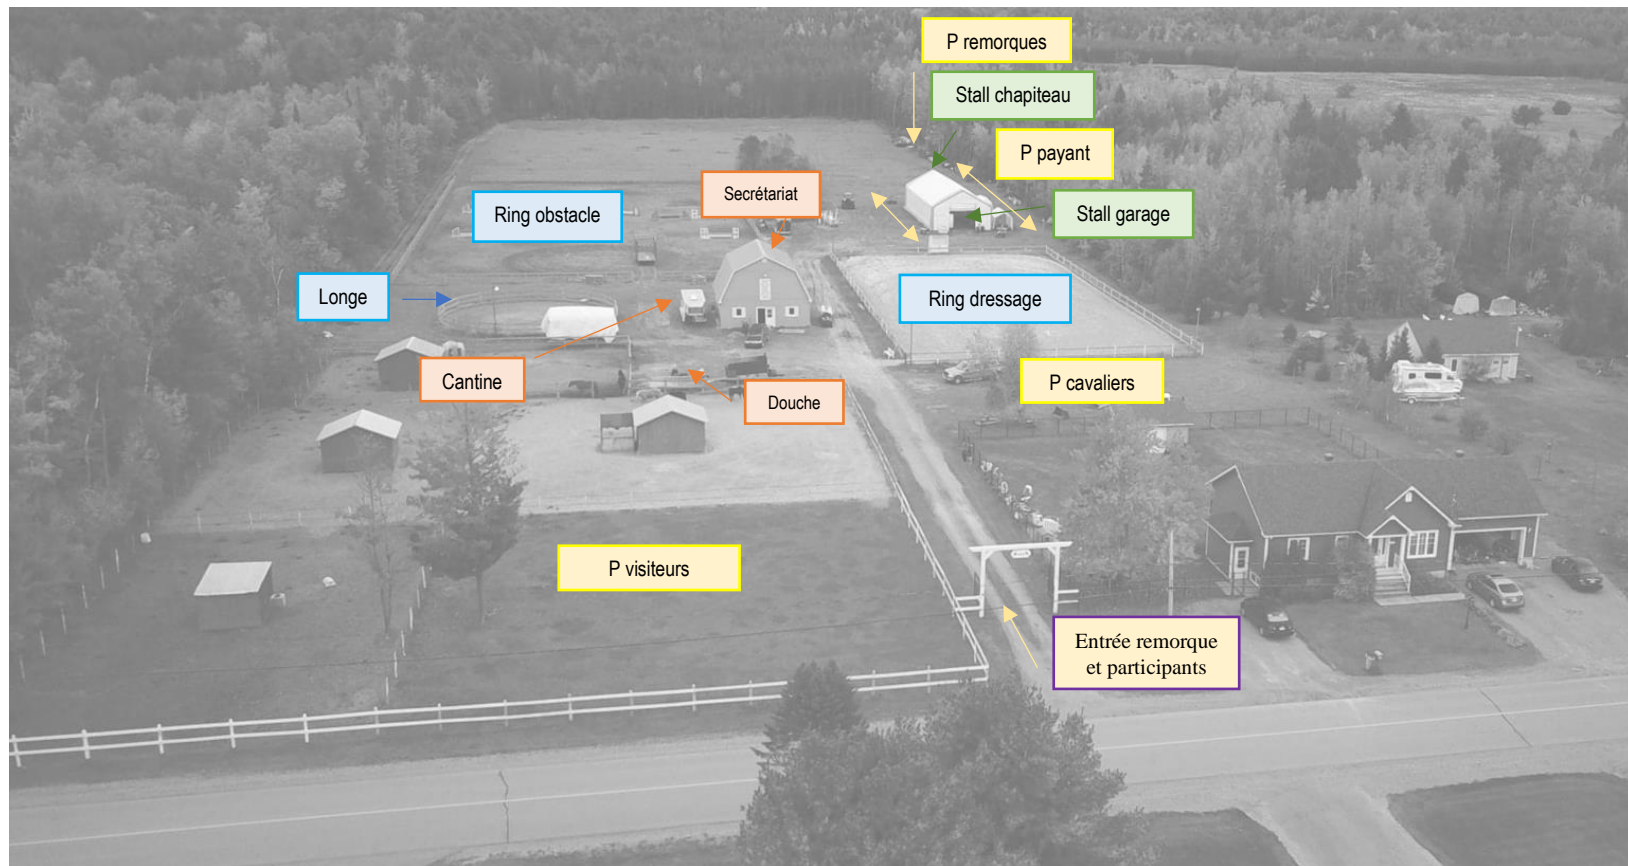 P remorques
Stall chapiteau
P payant
Secrétariat
Ring obstacle
Stall garage
Longe
Ring dressage
Cantine
P cavaliers
Douche
P visiteurs
Entrée remorque
et participants